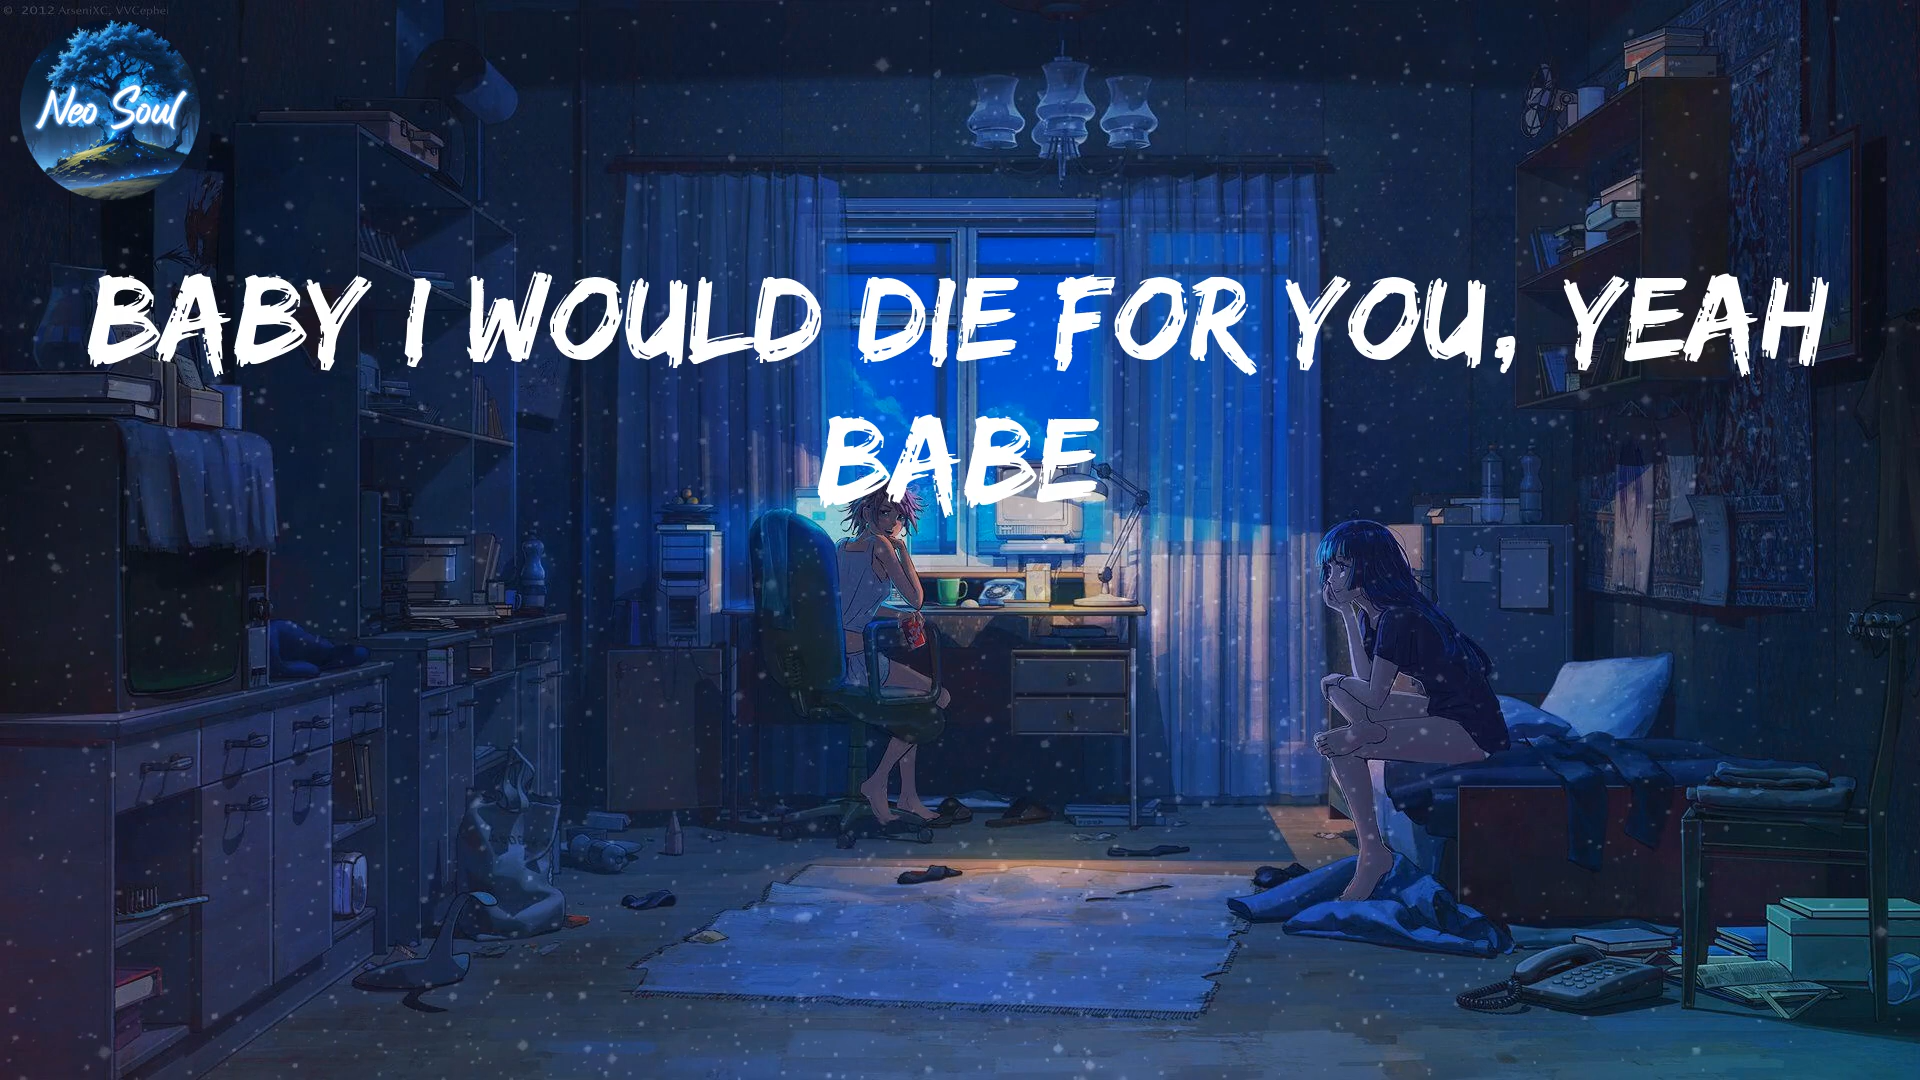 © 2012 ArseniXC, VVCephei
Neo Soul
BABY I WOULD DIE FOR YOU, YEAH
BABE